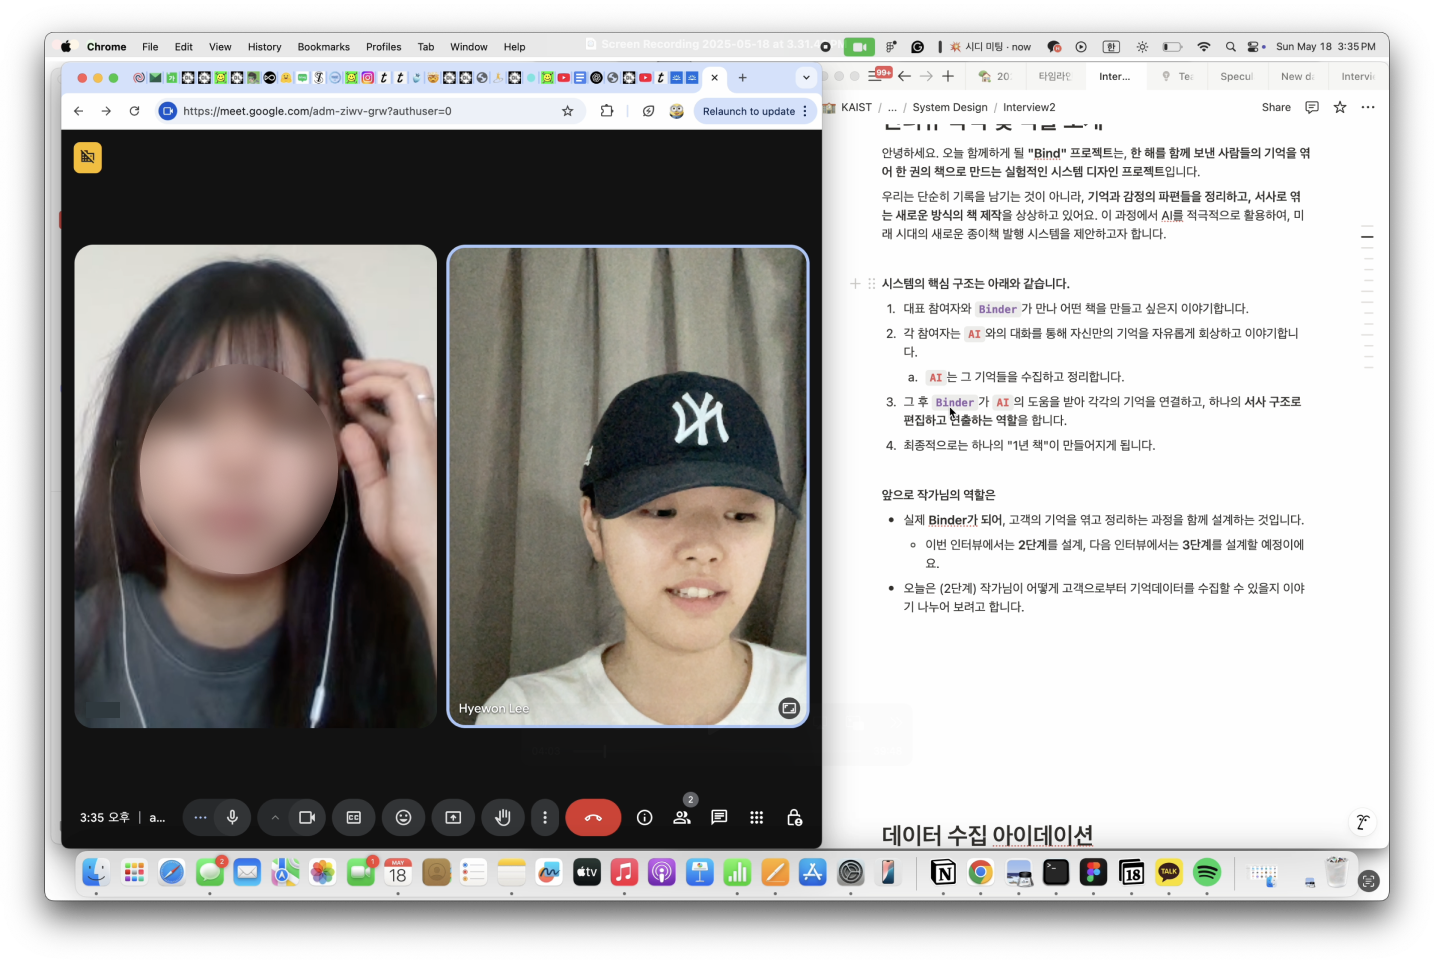 Chrome File Edit View History Bookmarks Profiles Tab Window Help
시디 미팅 · now
한
Sun May 18 3:35 PM
99+
타임라인
Inter...
Specul
New d
Intervi
https://meet.google.com/adm-ziwv-grw?authuser=0
Relaunch to update
KAIST / ... / System Design / Interview2
Share
안녕하세요. 오늘 함께하게 될 "Bind" 프로젝트는, 한 해를 함께 보낸 사람들의 기억을 엮
어 한 권의 책으로 만드는 실험적인 시스템 디자인 프로젝트입니다.
우리는 단순히 기록을 남기는 것이 아니라, 기억과 감정의 파편들을 정리하고, 서사로 엮
는 새로운 방식의 책 제작을 상상하고 있어요. 이 과정에서 AI를 적극적으로 활용하여, 미
래 시대의 새로운 종이책 발행 시스템을 제안하고자 합니다.
시스템의 핵심 구조는 아래와 같습니다.
1. 대표 참여자와 Binder 가 만나 어떤 책을 만들고 싶은지 이야기합니다.
2. 각 참여자는 AI 와의 대화를 통해 자신만의 기억을 자유롭게 회상하고 이야기합니
다.
a. AI 는 그 기억들을 수집하고 정리합니다.
3. 그 후 Binder 가 AI 의 도움을 받아 각각의 기억을 연결하고, 하나의 서사 구조로
편집하고 연출하는 역할을 합니다.
4. 최종적으로는 하나의 "1년 책"이 만들어지게 됩니다.
앞으로 작가님의 역할은
• 실제 Binder가 되어, 고객의 기억을 엮고 정리하는 과정을 함께 설계하는 것입니다.
이번 인터뷰에서는 2단계를 설계, 다음 인터뷰에서는 3단계를 설계할 예정이에
요.
• 오늘은 (2단계) 작가님이 어떻게 고객으로부터 기억데이터를 수집할 수 있을지 이야
기 나누어 보려고 합니다.
데이터 수집 아이데이션
NY
Hyewon Lee
3:35 오후 | a...
CC
2
2
1
MAY
18
tv
18
TALK